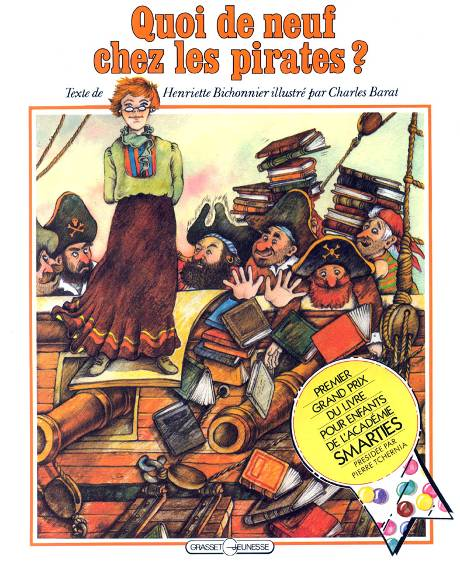 Quoi de neuf
chez les pirates ?
Texte de Henriette Bichonnier illustré par Charles Barat
PREMIER
GRAND PRIX
DU LIVRE
POUR ENFANTS
DE L'ACADÉMIE
SMARTIES
PRÉSIDÉE PAR
PIERRE TCHERNIA
GRASSET JEUNESSE